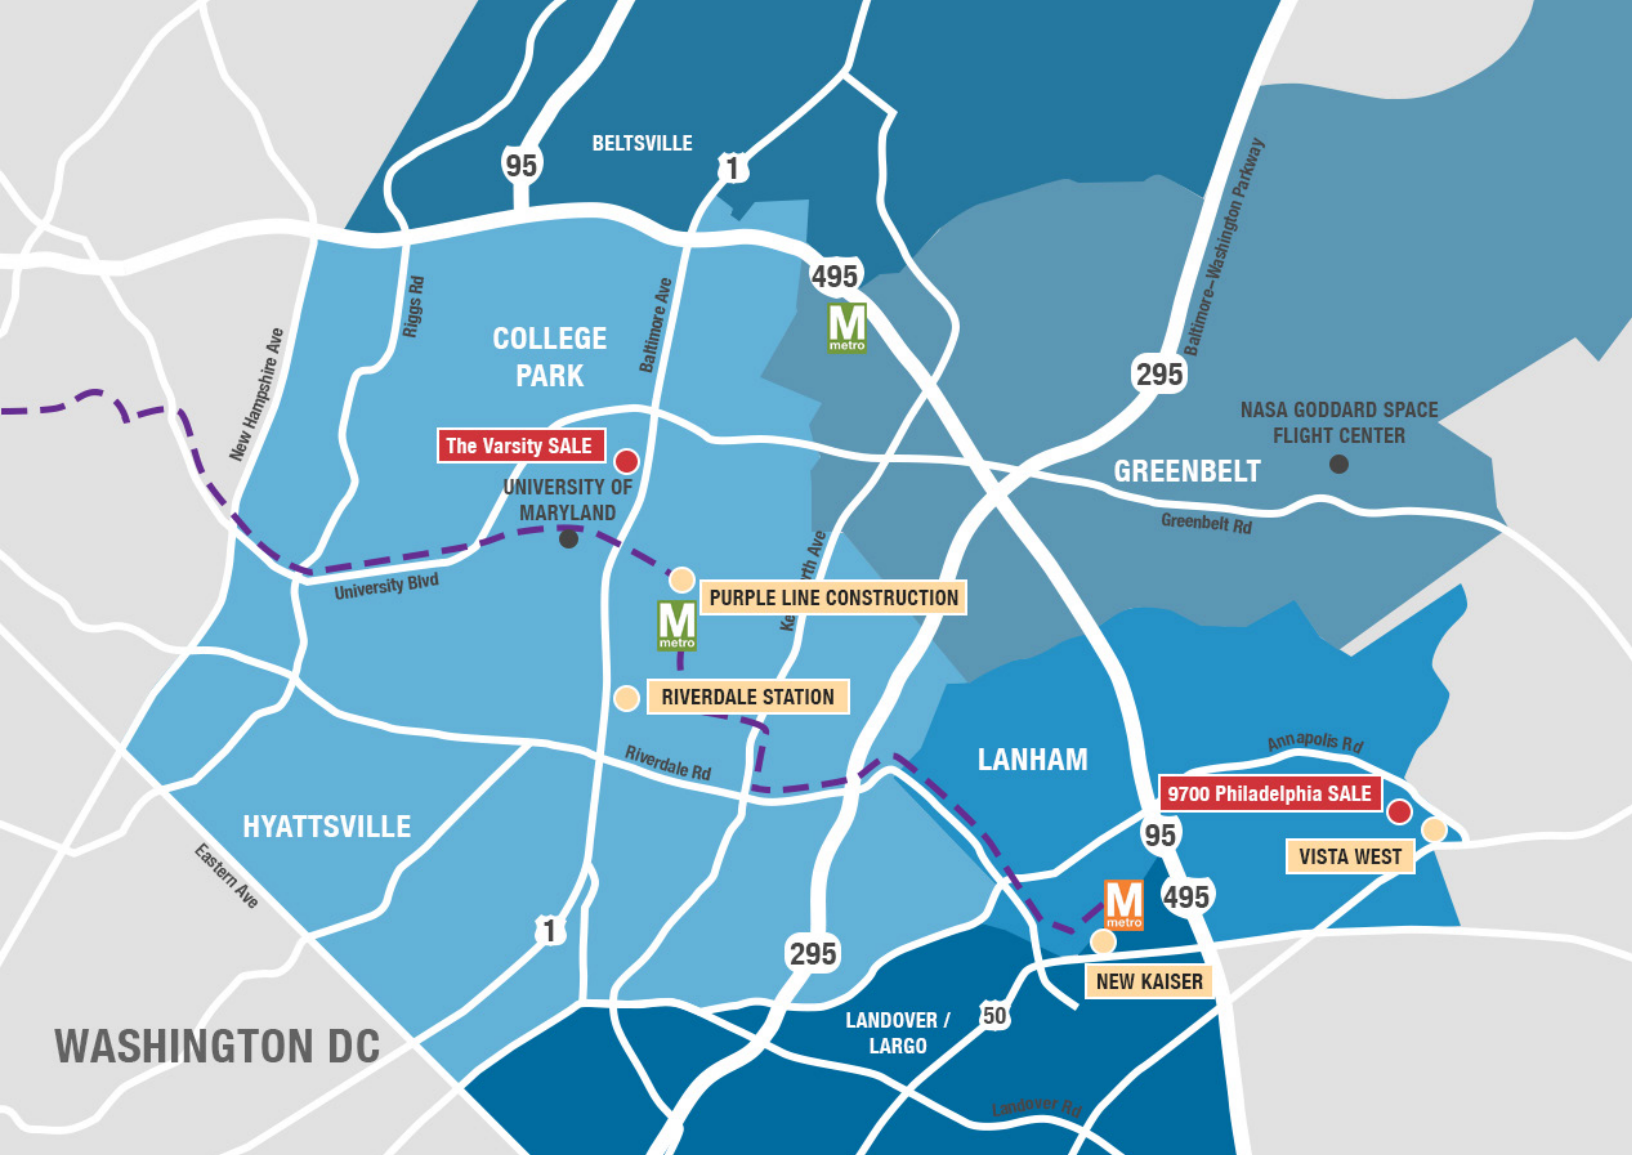 BELTSVILLE
95
1
495
M
metro
Riggs Rd
Baltimore Ave
New Hampshire Ave
Baltimore–Washington Parkway
COLLEGE
PARK
295
NASA GODDARD SPACE
FLIGHT CENTER
GREENBELT
Greenbelt Rd
The Varsity SALE
UNIVERSITY OF
MARYLAND
University Blvd
PURPLE LINE CONSTRUCTION
M
metro
RIVERDALE STATION
Riverdale Rd
LANHAM
Annapolis Rd
9700 Philadelphia SALE
95
VISTA WEST
HYATTSVILLE
Eastern Ave
495
M
metro
1
295
NEW KAISER
50
LANDOVER /
LARGO
WASHINGTON DC
Landover Rd
Ave